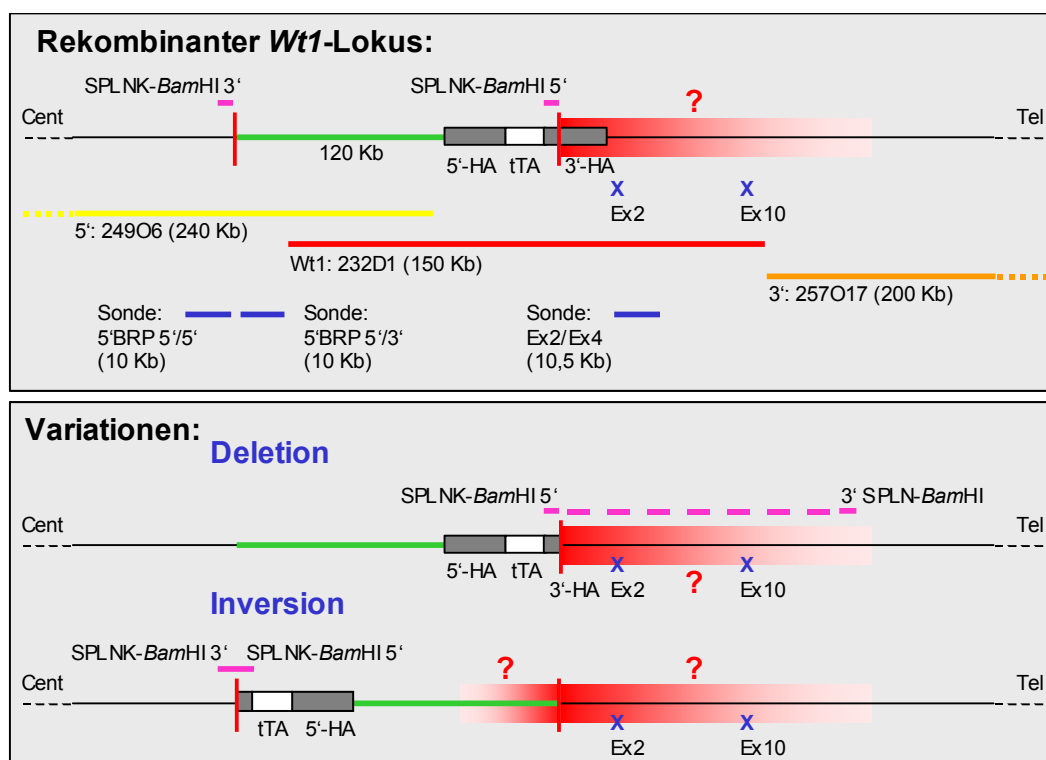 Rekombinanter Wt1-Lokus:
SPLNK-BamHI 3‘ SPLNK-BamHI 5‘
?
Cent Tel
120 Kb
5‘-HA tTA 3‘-HA
x x
Ex2 Ex10
5‘: 249O6 (240 Kb)
Wt1: 232D1 (150 Kb)
3‘: 257O17 (200 Kb)
Sonde: Sonde: Sonde:
5‘BRP 5‘/5‘ 5‘BRP 5‘/3‘ Ex2/Ex4
(10 Kb) (10 Kb) (10,5 Kb)
Variationen:
Deletion
SPLNK-BamHI 5‘ 3‘ SPLN-BamHI
Cent Tel
x x
5‘-HA tTA 3‘-HA Ex2 ? Ex10
Inversion
SPLNK-BamHI 3‘ SPLNK-BamHI 5‘
? ?
Cent Tel
x x
tTA 5‘-HA Ex2 Ex10